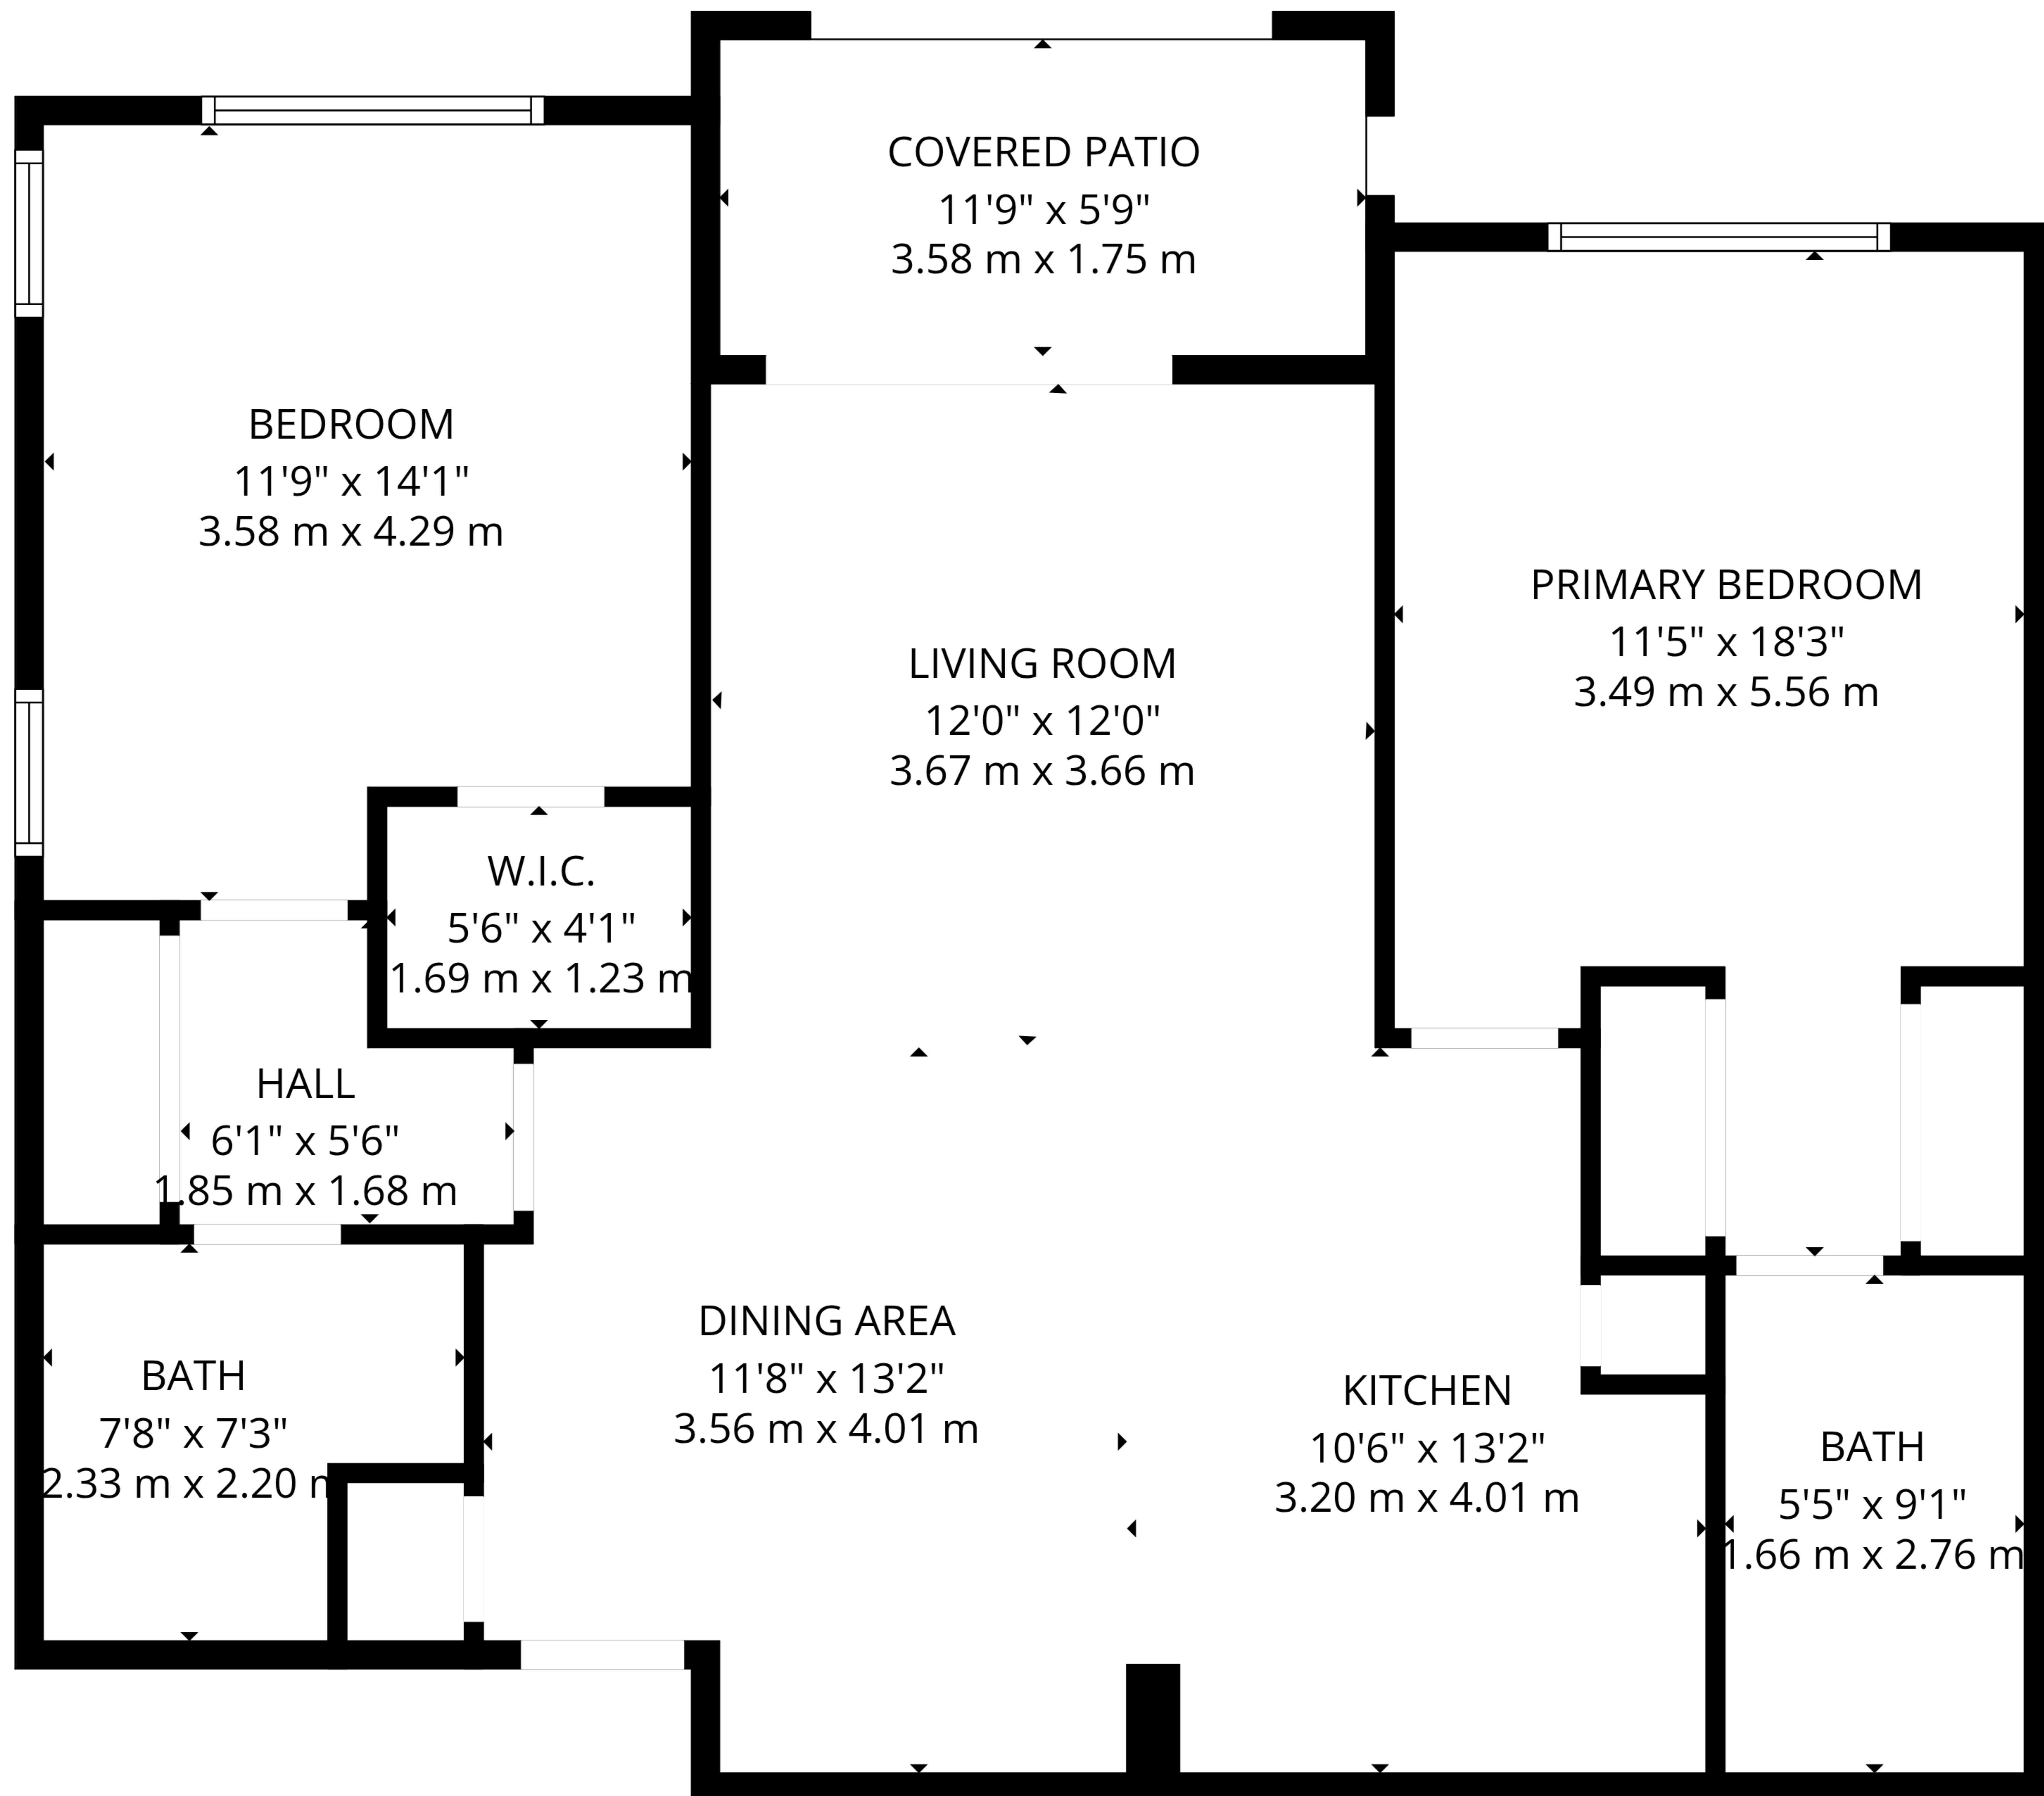 COVERED PATIO
11'9" x 5'9"
3.58 m x 1.75 m
BEDROOM
11'9" x 14'1"
3.58 m x 4.29 m
PRIMARY BEDROOM
11'5" x 18'3"
3.49 m x 5.56 m
LIVING ROOM
12'0" x 12'0"
3.67 m x 3.66 m
W.I.C.
5'6" x 4'1"
1.69 m x 1.23 m
HALL
6'1" x 5'6"
1.85 m x 1.68 m
DINING AREA
11'8" x 13'2"
3.56 m x 4.01 m
BATH
7'8" x 7'3"
2.33 m x 2.20 m
KITCHEN
10'6" x 13'2"
3.20 m x 4.01 m
BATH
5'5" x 9'1"
1.66 m x 2.76 m